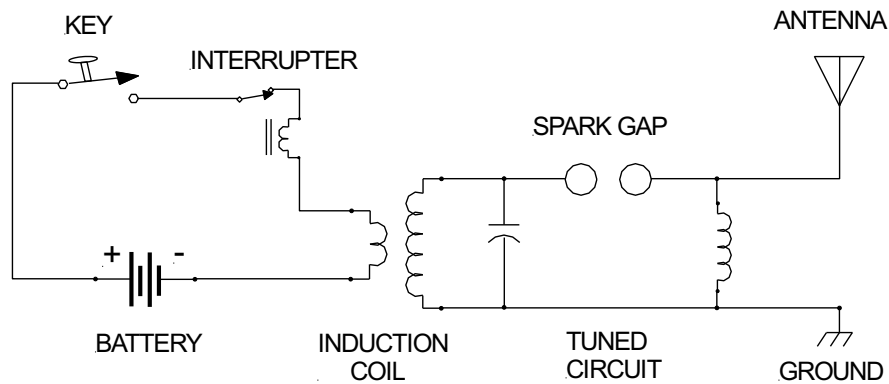 KEY
ANTENNA
INTERRUPTER
SPARK GAP
+ -
BATTERY
INDUCTION
COIL
TUNED
CIRCUIT
GROUND